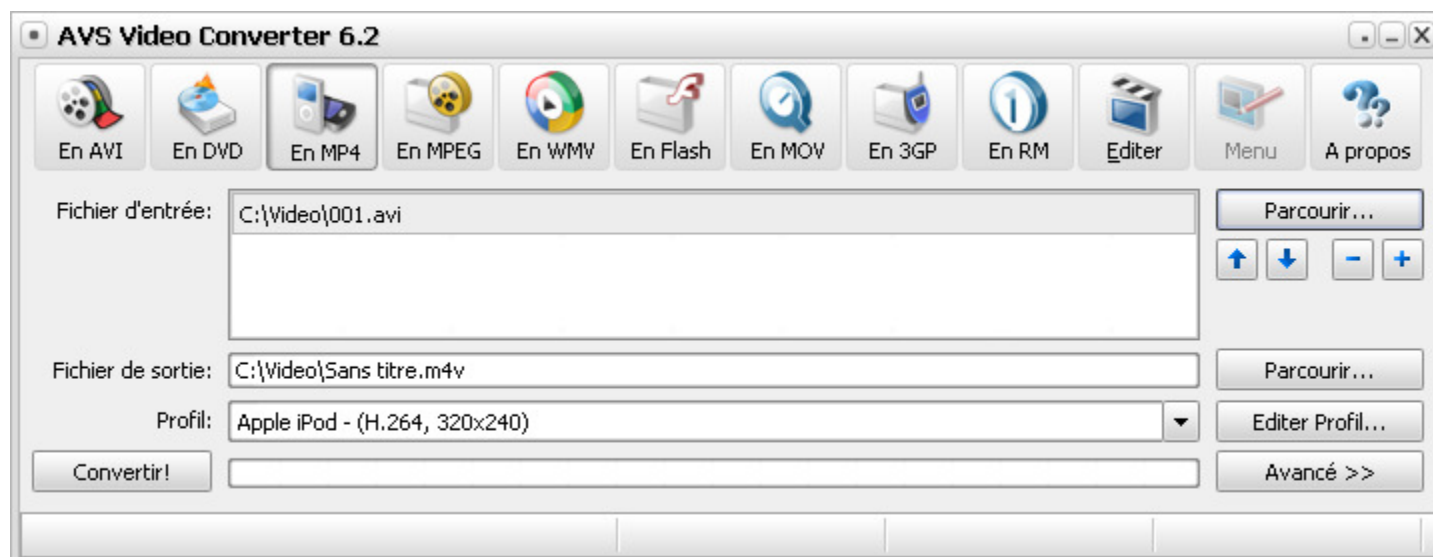 AVS Video Converter 6.2
En AVI En DVD En MP4 En MPEG En WMV En Flash En MOV En 3GP En RM Editer Menu A propos
Fichier d'entrée: C:\Video\001.avi Parcourir...
Fichier de sortie: C:\Video\Sans titre.m4v Parcourir...
Profil: Apple iPod - (H.264, 320x240) Editer Profil...
Convertir! Avancé >>